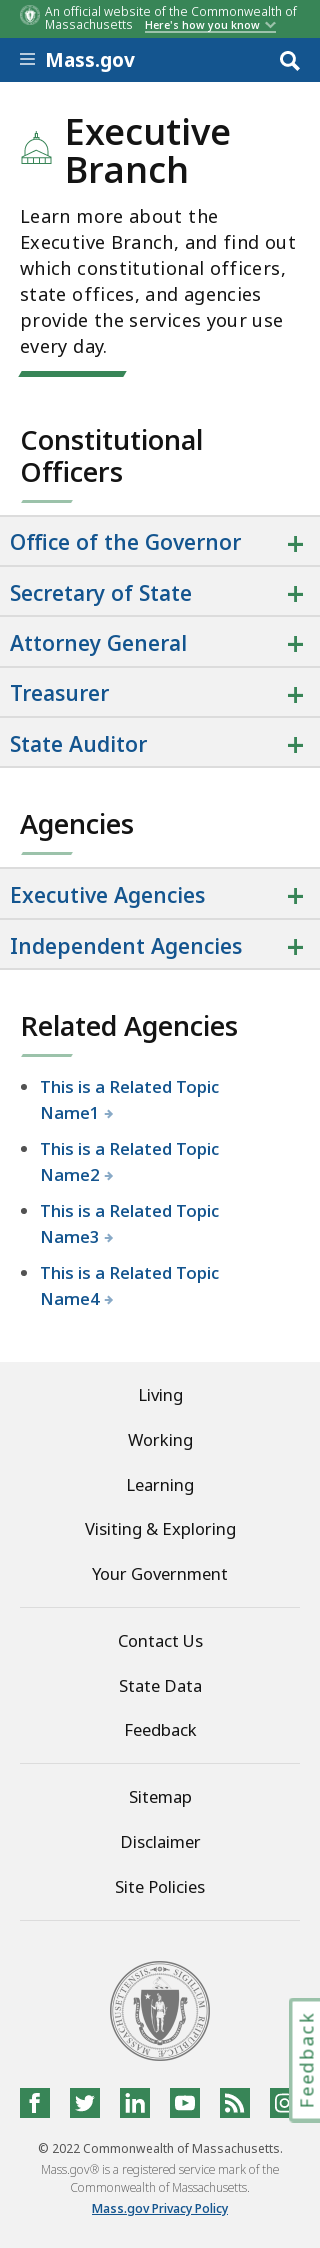 An official website of the Commonwealth of
Massachusetts Here's how you know
Mass.gov
Executive
Branch
Learn more about the
Executive Branch, and find out
which constitutional officers,
state offices, and agencies
provide the services your use
every day.
Constitutional
Officers
Office of the Governor
Secretary of State
Attorney General
Treasurer
State Auditor
Agencies
Executive Agencies
Independent Agencies
Related Agencies
This is a Related Topic
Name1
This is a Related Topic
Name2
This is a Related Topic
Name3
This is a Related Topic
Name4
Living
Working
Learning
Visiting & Exploring
Your Government
Contact Us
State Data
Feedback
Sitemap
Disclaimer
Site Policies
Feedback
© 2022 Commonwealth of Massachusetts.
Mass.gov® is a registered service mark of the
Commonwealth of Massachusetts.
Mass.gov Privacy Policy